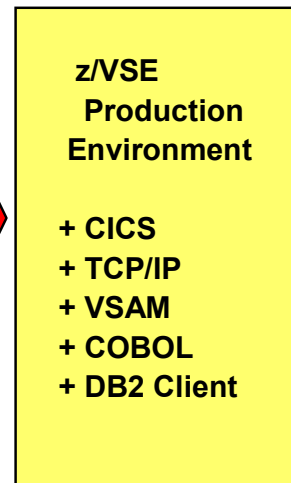 z/VSE
Production
Environment
+ CICS
+ TCP/IP
+ VSAM
+ COBOL
+ DB2 Client